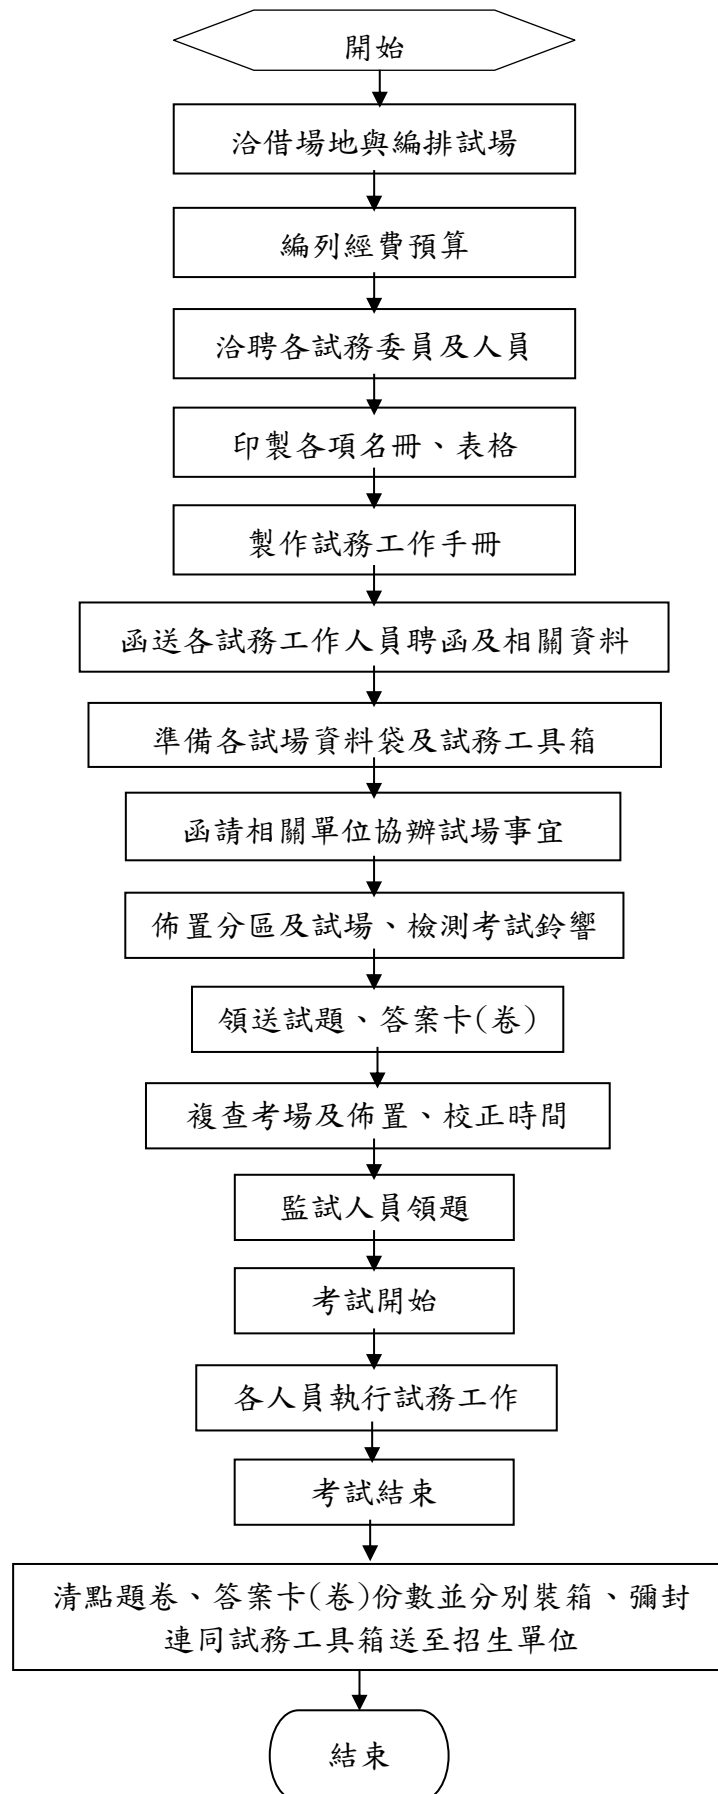 開始
洽借場地與編排試場
編列經費預算
洽聘各試務委員及人員
印製各項名冊、表格
製作試務工作手冊
函送各試務工作人員聘函及相關資料
準備各試場資料袋及試務工具箱
函請相關單位協辦試場事宜
佈置分區及試場、檢測考試鈴響
領送試題、答案卡(卷)
複查考場及佈置、校正時間
監試人員領題
考試開始
各人員執行試務工作
考試結束
清點題卷、答案卡(卷)份數並分別裝箱、彌封
連同試務工具箱送至招生單位
結束